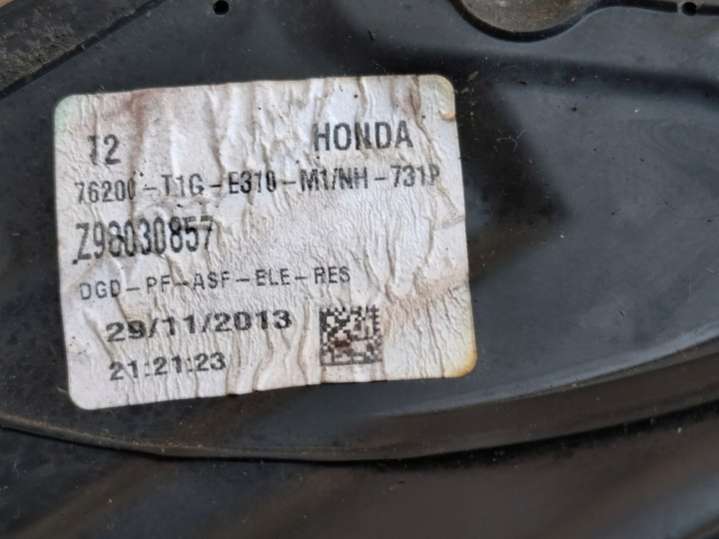 T2 HONDA
76200-T1G-E310-M1/NH-731P
Z98030857
DGD-PF-ASF-ELE-RES
29/11/2013
21:21:23